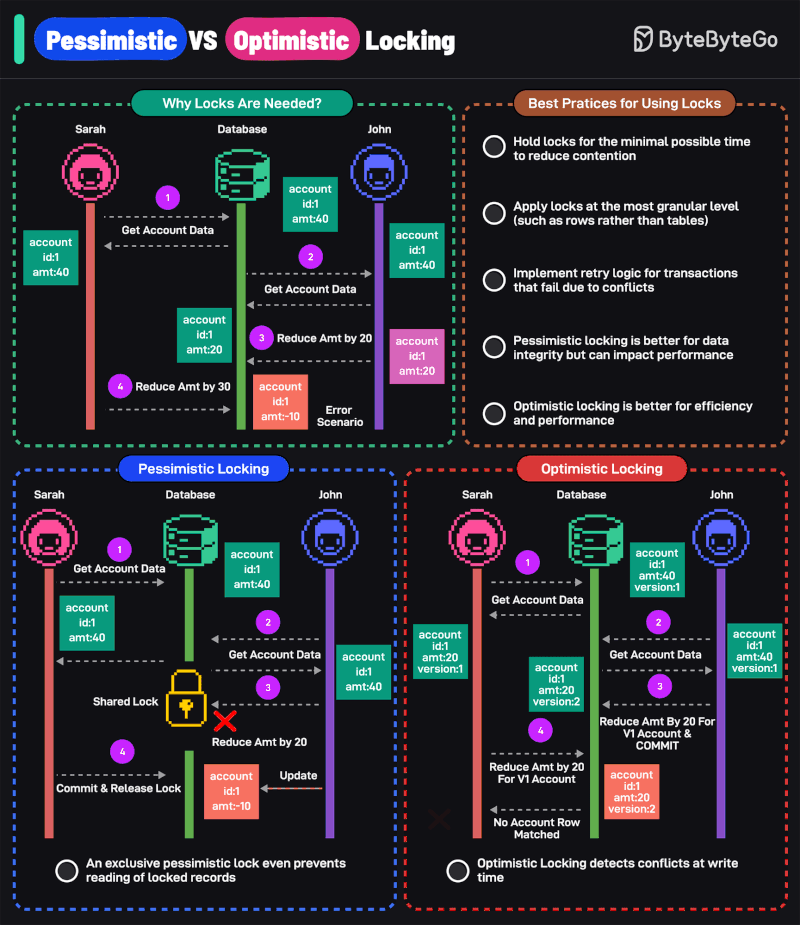 Pessimistic VS Optimistic Locking
ByteByteGo
Why Locks Are Needed?
Sarah
Database
John
1
Get Account Data
account
id:1
amt:40
account
id:1
amt:40
2
Get Account Data
account
id:1
amt:40
account
id:1
amt:20
3
Reduce Amt by 20
account
id:1
amt:20
4
Reduce Amt by 30
account
id:1
amt:-10
Error
Scenario
Best Pratices for Using Locks
Hold locks for the minimal possible time
to reduce contention
Apply locks at the most granular level
(such as rows rather than tables)
Implement retry logic for transactions
that fail due to conflicts
Pessimistic locking is better for data
integrity but can impact performance
Optimistic locking is better for efficiency
and performance
Pessimistic Locking
Sarah
Database
John
1
Get Account Data
account
id:1
amt:40
account
id:1
amt:40
2
Get Account Data
account
id:1
amt:40
3
Shared Lock
Reduce Amt by 20
4
Commit & Release Lock
account
id:1
amt:-10
Update
An exclusive pessimistic lock even prevents
reading of locked records
Optimistic Locking
Sarah
Database
John
1
Get Account Data
account
id:1
amt:40
version:1
account
id:1
amt:20
version:1
2
Get Account Data
account
id:1
amt:40
version:1
account
id:1
amt:20
version:2
3
Reduce Amt By 20 For
V1 Account &
COMMIT
4
Reduce Amt by 20
For V1 Account
account
id:1
amt:20
version:2
No Account Row
Matched
Optimistic Locking detects conflicts at write
time